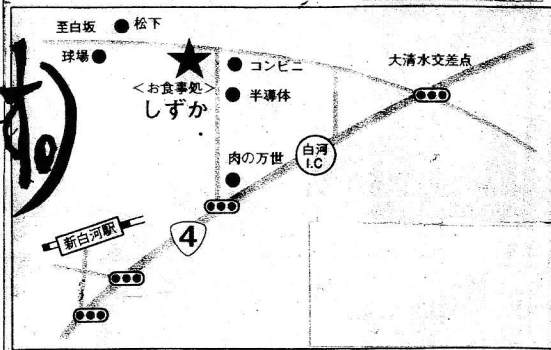 至白坂
松下
球場
コンビニ
大清水交差点
<お食事処>
しずか
半導体
肉の万世
白河
I.C
新白河駅
4